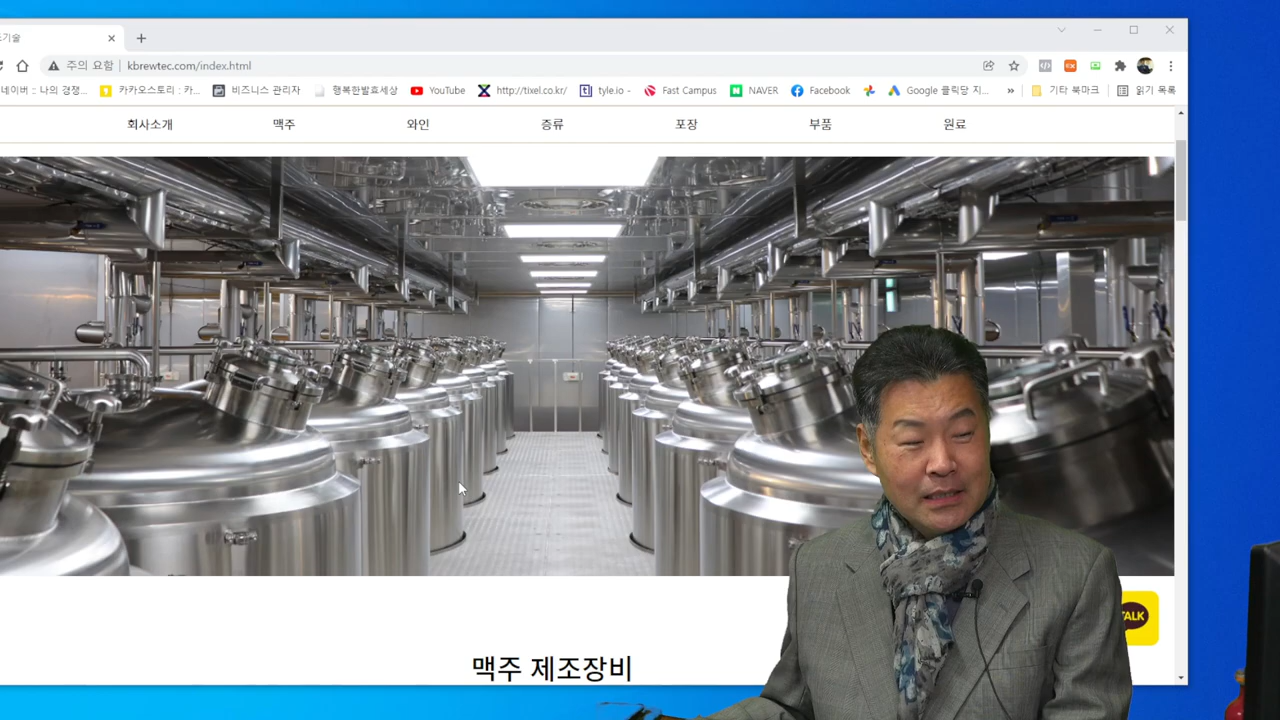 조기술
주의 요함 | kbrewtec.com/index.html
네이버 :: 나의 경쟁... 카카오스토리 : 카... 비즈니스 관리자 행복한발효세상 YouTube http://tixel.co.kr/ tyle.io - Fast Campus NAVER Facebook Google 클릭당 지... » 기타 북마크 읽기 목록
회사소개 맥주 와인 증류 포장 부품 원료
TALK
맥주 제조장비